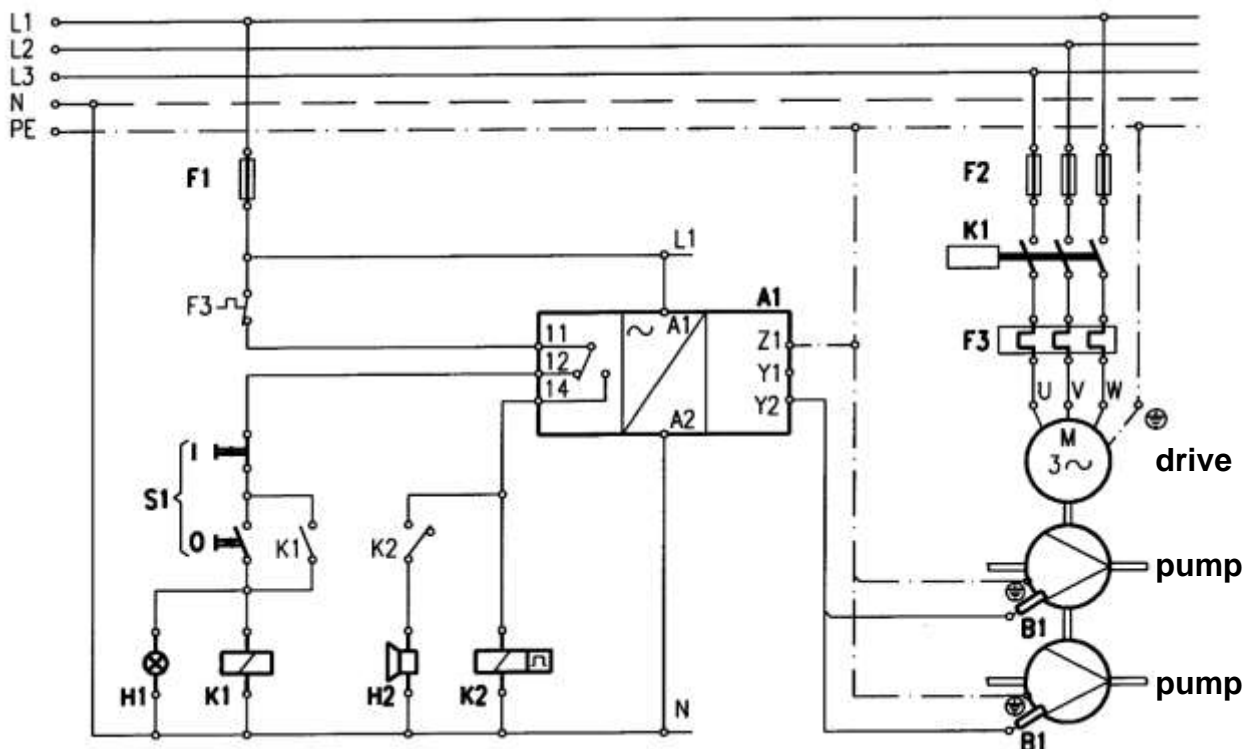 L1
L2
L3
N
PE
F1
F2
K1
L1
F3
A1
11
~ A1
Z1
F3
12
Y1
14
Y2
U V W
A2
M
3~
drive
I
S1
O
K1
K2
pump
B1
H1
K1
H2
K2
N
pump
B1